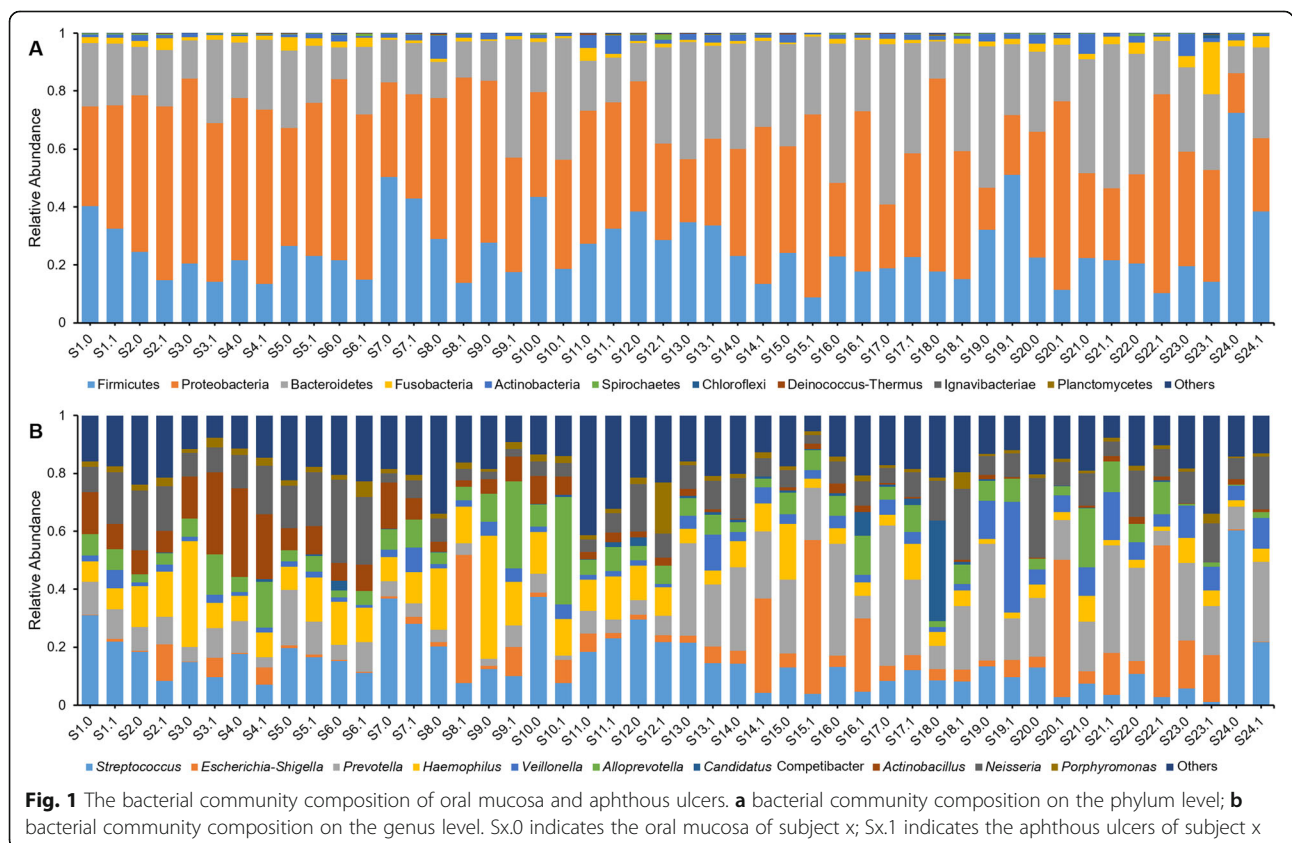 A
Relative Abundance
1
0.8
0.6
0.4
0.2
0
S1.0 S1.1 S2.0 S2.1 S3.0 S3.1 S4.0 S4.1 S5.0 S5.1 S6.0 S6.1 S7.0 S7.1 S8.0 S8.1 S9.0 S9.1 S10.0 S10.1 S11.0 S11.1 S12.0 S12.1 S13.0 S13.1 S14.0 S14.1 S15.0 S15.1 S16.0 S16.1 S17.0 S17.1 S18.0 S18.1 S19.0 S19.1 S20.0 S20.1 S21.0 S21.1 S22.0 S22.1 S23.0 S23.1 S24.0 S24.1
Firmicutes Proteobacteria Bacteroidetes Fusobacteria Actinobacteria Spirochaetes Chloroflexi Deinococcus-Thermus Ignavibacteriae Planctomycetes Others
B
Relative Abundance
1
0.8
0.6
0.4
0.2
0
S1.0 S1.1 S2.0 S2.1 S3.0 S3.1 S4.0 S4.1 S5.0 S5.1 S6.0 S6.1 S7.0 S7.1 S8.0 S8.1 S9.0 S9.1 S10.0 S10.1 S11.0 S11.1 S12.0 S12.1 S13.0 S13.1 S14.0 S14.1 S15.0 S15.1 S16.0 S16.1 S17.0 S17.1 S18.0 S18.1 S19.0 S19.1 S20.0 S20.1 S21.0 S21.1 S22.0 S22.1 S23.0 S23.1 S24.0 S24.1
Streptococcus Escherichia-Shigella Prevotella Haemophilus Veillonella Alloprevotella Candidatus Competibacter Actinobacillus Neisseria Porphyromonas Others
Fig. 1 The bacterial community composition of oral mucosa and aphthous ulcers. a bacterial community composition on the phylum level; b
bacterial community composition on the genus level. Sx.0 indicates the oral mucosa of subject x; Sx.1 indicates the aphthous ulcers of subject x